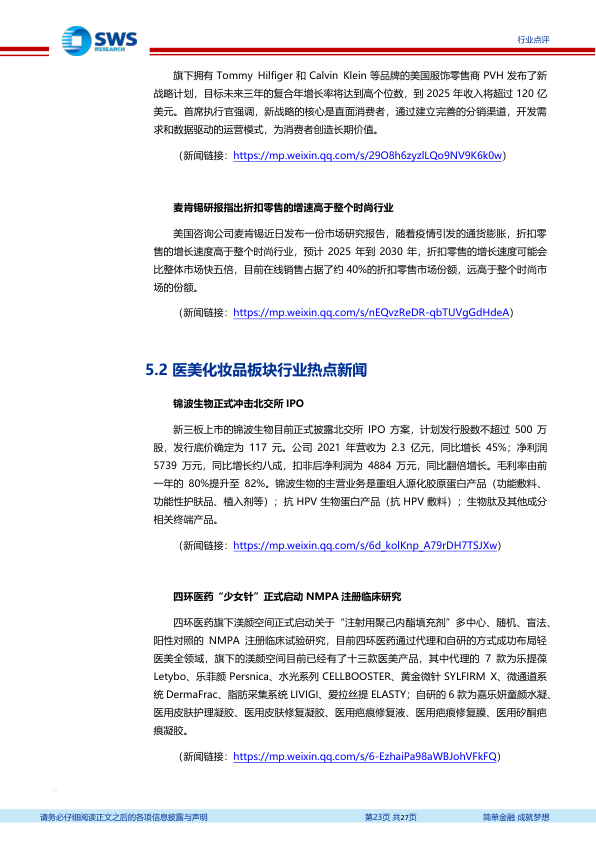 SWS
RESEARCH
行业点评
旗下拥有 Tommy Hilfiger 和 Calvin Klein 等品牌的美国服饰零售商 PVH 发布了新
战略计划，目标未来三年的复合年增长率将达到高个位数，到 2025 年收入将超过 120 亿
美元。首席执行官强调，新战略的核心是直面消费者，通过建立完善的分销渠道，开发需
求和数据驱动的运营模式，为消费者创造长期价值。
（新闻链接：https://mp.weixin.qq.com/s/29O8h6zyzlLQo9NV9K6k0w）
麦肯锡研报指出折扣零售的增速高于整个时尚行业
美国咨询公司麦肯锡近日发布一份市场研究报告，随着疫情引发的通货膨胀，折扣零
售的增长速度高于整个时尚行业，预计 2025 年到 2030 年，折扣零售的增长速度可能会
比整体市场快五倍，目前在线销售占据了约 40%的折扣零售市场份额，远高于整个时尚市
场的份额。
（新闻链接：https://mp.weixin.qq.com/s/nEQvzReDR-qbTUVgGdHdeA）
5.2 医美化妆品板块行业热点新闻
锦波生物正式冲击北交所 IPO
新三板上市的锦波生物目前正式披露北交所 IPO 方案，计划发行股数不超过 500 万
股，发行底价确定为 117 元。公司 2021 年营收为 2.3 亿元，同比增长 45%；净利润
5739 万元，同比增长约八成，扣非后净利润为 4884 万元，同比翻倍增长。毛利率由前
一年的 80%提升至 82%。锦波生物的主营业务是重组人源化胶原蛋白产品（功能敷料、
功能性护肤品、植入剂等）；抗 HPV 生物蛋白产品（抗 HPV 敷料）；生物肽及其他成分
相关终端产品。
（新闻链接：https://mp.weixin.qq.com/s/6d_kolKnp_A79rDH7TSJXw）
四环医药“少女针”正式启动 NMPA 注册临床研究
四环医药旗下渼颜空间正式启动关于“注射用聚己内酯填充剂”多中心、随机、盲法、
阳性对照的 NMPA 注册临床试验研究，目前四环医药通过代理和自研的方式成功布局轻
医美全领域，旗下的渼颜空间目前已经有了十三款医美产品，其中代理的 7 款为乐提葆
Letybo、乐菲颜 Persnica、水光系列 CELLBOOSTER、黄金微针 SYLFIRM X、微通道系
统 DermaFrac、脂肪采集系统 LIVIGI、爱拉丝提 ELASTY；自研的 6 款为嘉乐妍童颜水凝、
医用皮肤护理凝胶、医用皮肤修复凝胶、医用疤痕修复液、医用疤痕修复膜、医用矽酮疤
痕凝胶。
（新闻链接：https://mp.weixin.qq.com/s/6-EzhaiPa98aWBJohVFkFQ）
请务必仔细阅读正文之后的各项信息披露与声明
第23页 共27页
简单金融 成就梦想